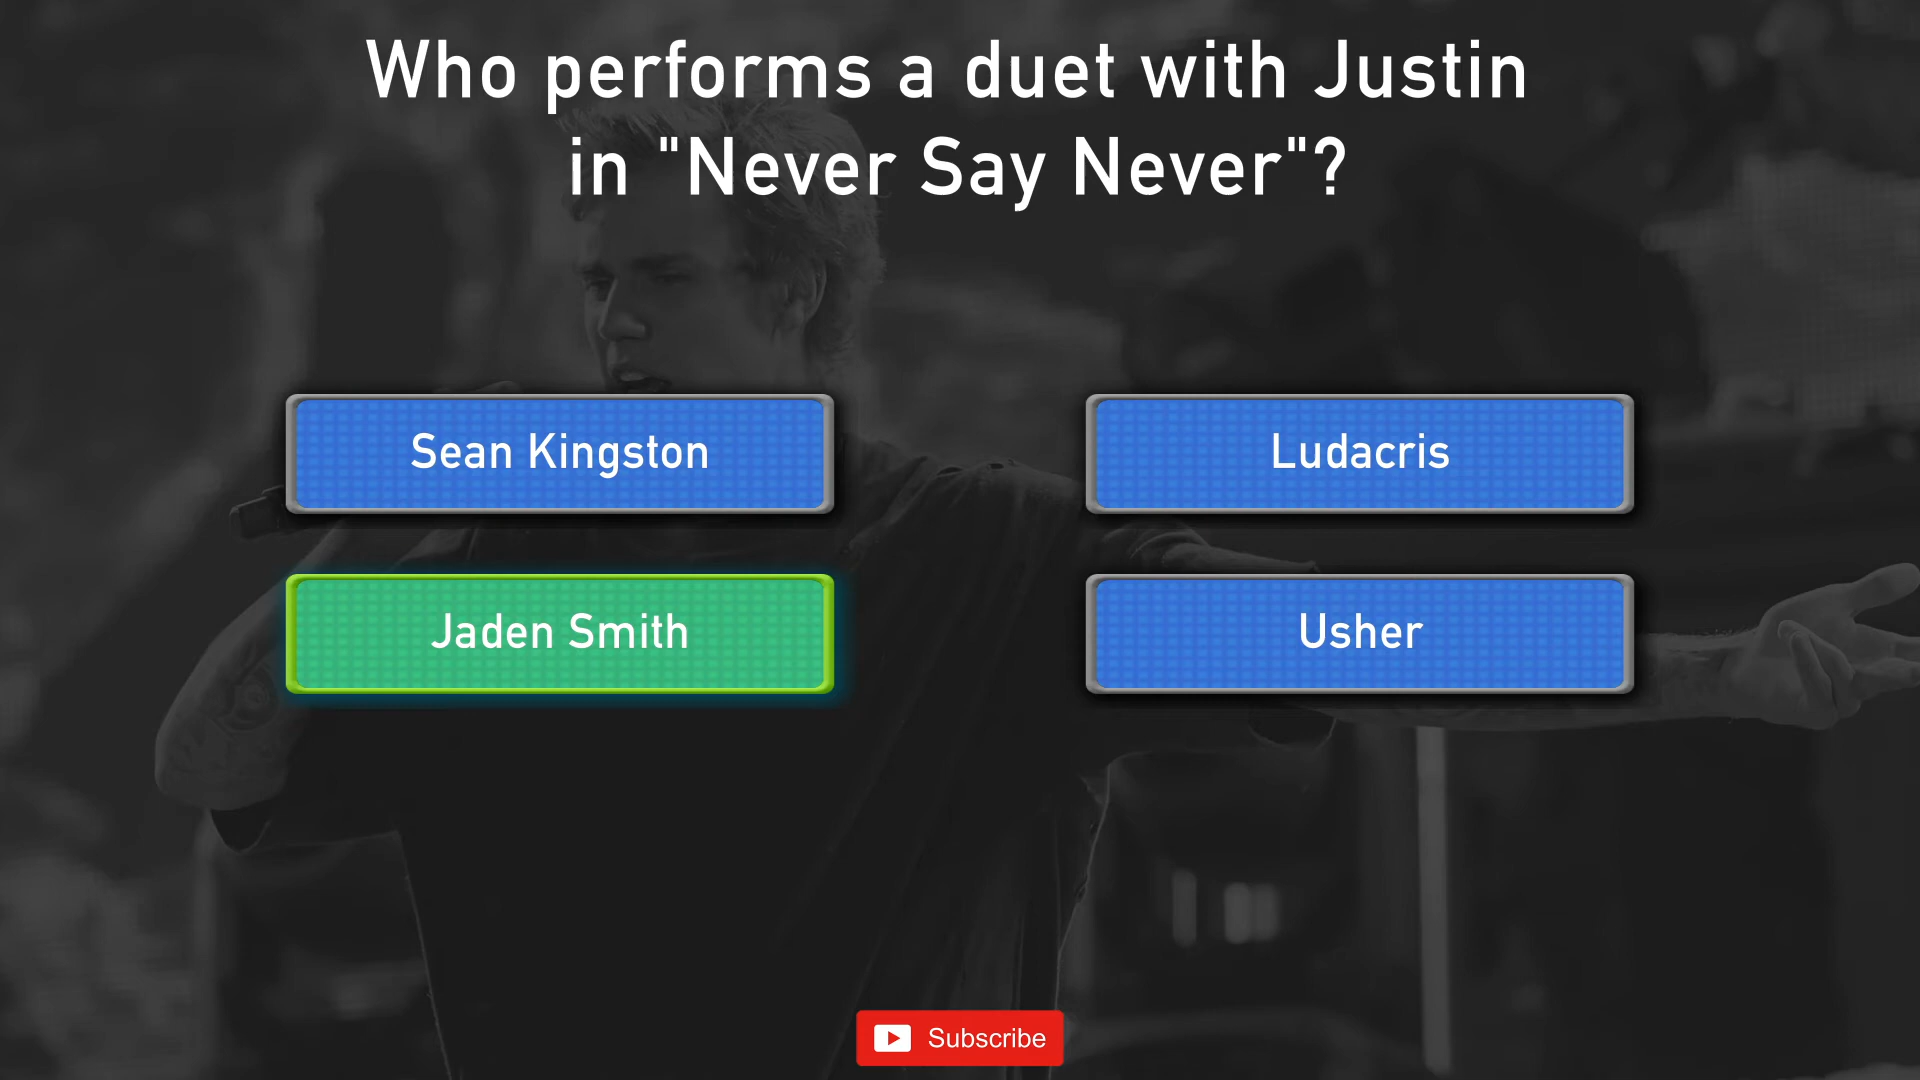 Who performs a duet with Justin
in "Never Say Never"?
Sean Kingston
Ludacris
Jaden Smith
Usher
Subscribe